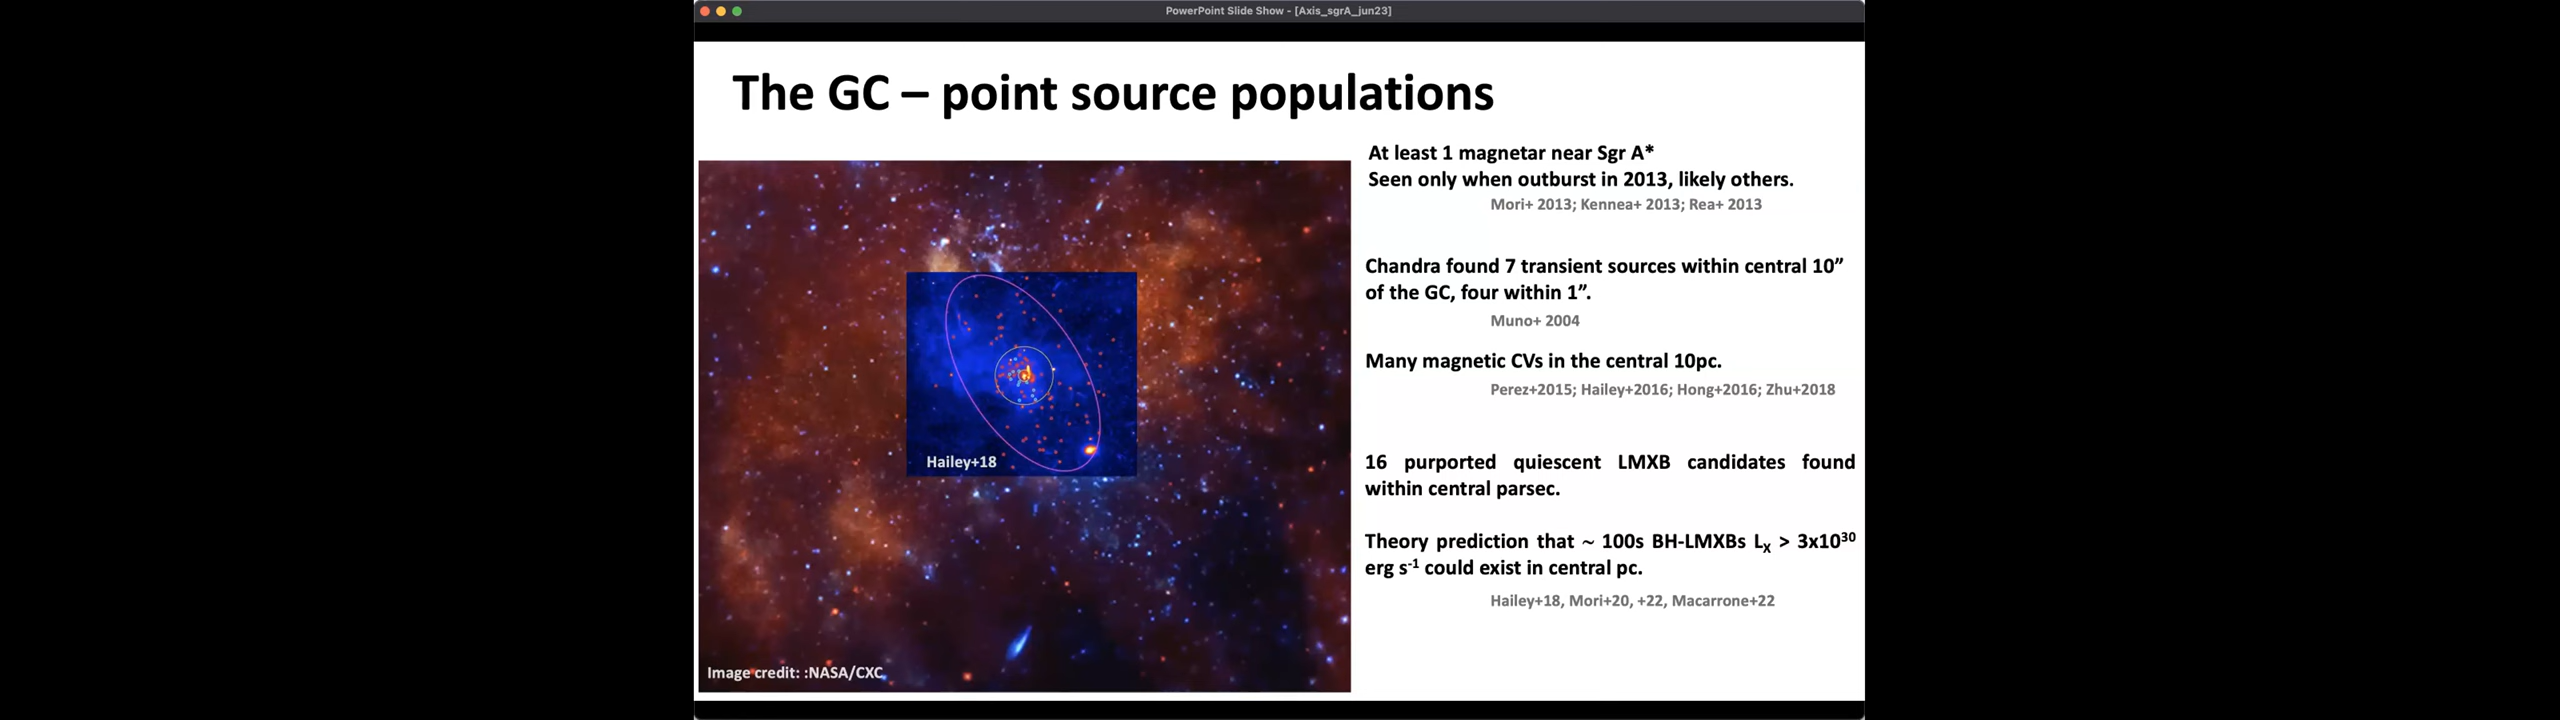 PowerPoint Slide Show - [Axis_sgrA_jun23]
The GC – point source populations
At least 1 magnetar near Sgr A*
Seen only when outburst in 2013, likely others.
Mori+ 2013; Kennea+ 2013; Rea+ 2013
Chandra found 7 transient sources within central 10”
of the GC, four within 1”.
Muno+ 2004
Many magnetic CVs in the central 10pc.
Perez+2015; Hailey+2016; Hong+2016; Zhu+2018
16 purported quiescent LMXB candidates found
within central parsec.
Theory prediction that ~ 100s BH-LMXBs Lₓ > 3x10³⁰
erg s⁻¹ could exist in central pc.
Hailey+18, Mori+20, +22, Macarrone+22
Hailey+18
Image credit: :NASA/CXC